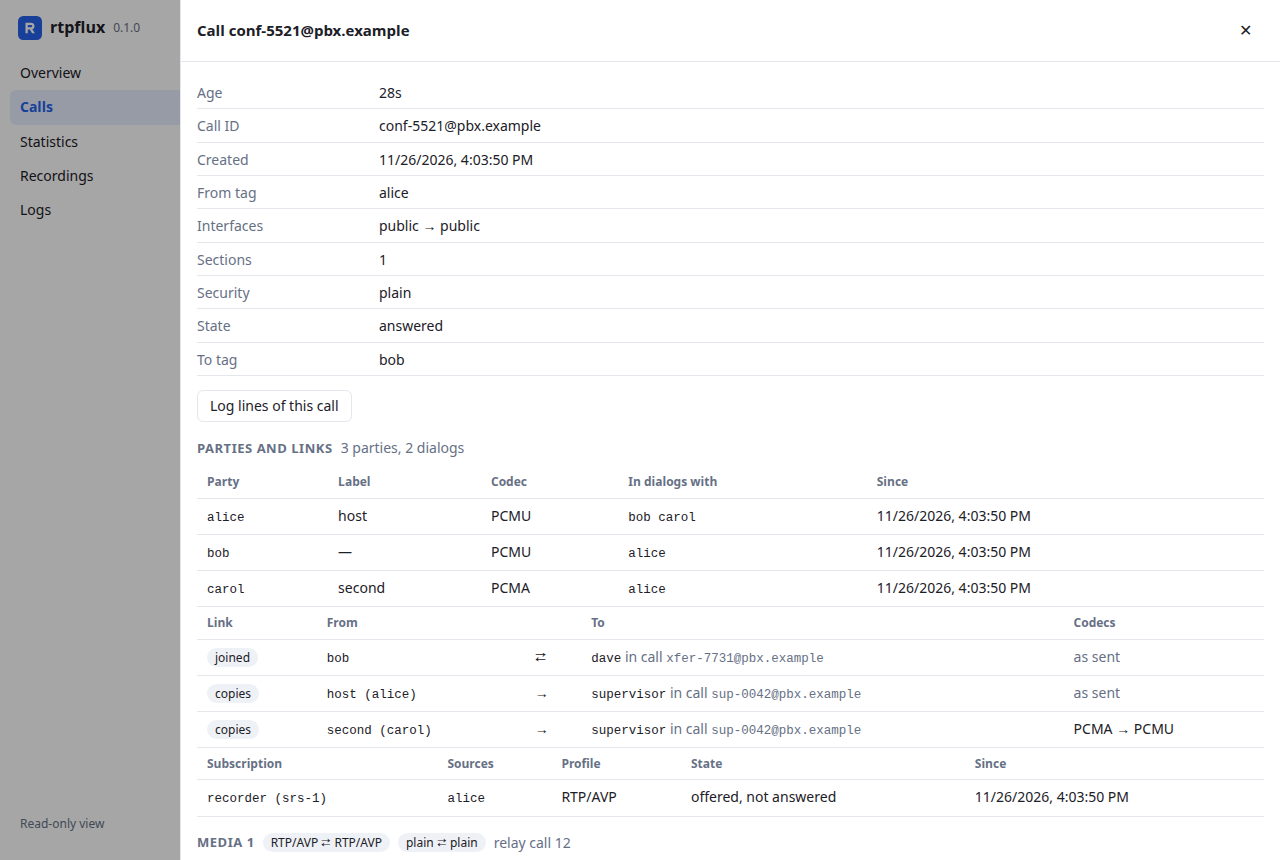 R rtpflux 0.1.0
Overview
Calls
Statistics
Recordings
Logs
Read-only view
Call conf-5521@pbx.example ✕
Age 28s
Call ID conf-5521@pbx.example
Created 11/26/2026, 4:03:50 PM
From tag alice
Interfaces public → public
Sections 1
Security plain
State answered
To tag bob
Log lines of this call
PARTIES AND LINKS 3 parties, 2 dialogs
Party Label Codec In dialogs with Since
alice host PCMU bob carol 11/26/2026, 4:03:50 PM
bob — PCMU alice 11/26/2026, 4:03:50 PM
carol second PCMA alice 11/26/2026, 4:03:50 PM
Link From To Codecs
joined bob ⇄ dave in call xfer-7731@pbx.example as sent
copies host (alice) → supervisor in call sup-0042@pbx.example as sent
copies second (carol) → supervisor in call sup-0042@pbx.example PCMA → PCMU
Subscription Sources Profile State Since
recorder (srs-1) alice RTP/AVP offered, not answered 11/26/2026, 4:03:50 PM
MEDIA 1 RTP/AVP ⇄ RTP/AVP plain ⇄ plain relay call 12